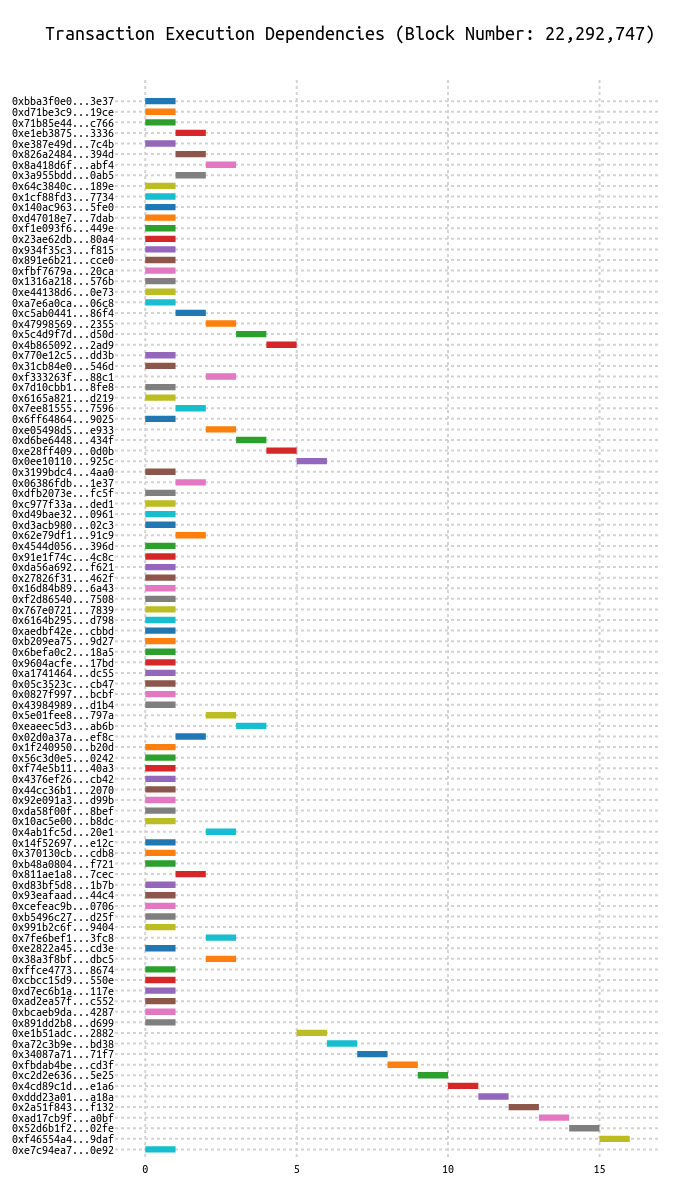 Transaction Execution Dependencies (Block Number: 22,292,747)
0xbba3f0e0...3e37
0xd71be3c9...19ce
0x71b85e44...c766
0xe1eb3875...3336
0xe387e49d...7c4b
0x826a2484...394d
0x8a418d6f...abf4
0x3a955bdd...0ab5
0x64c3840c...189e
0x1cf88fd3...7734
0x140ac963...5fe0
0xd47018e7...7dab
0xf1e093f6...449e
0x23ae62db...80a4
0x934f35c3...f815
0x891e6b21...cce0
0xfbf7679a...20ca
0x1316a218...576b
0xe44138d6...0e73
0xa7e6a0ca...06c8
0xc5ab0441...86f4
0x47998569...2355
0x5c4d9f7d...d50d
0x4b865092...2ad9
0x770e12c5...dd3b
0x31cb84e0...546d
0xf333263f...88c1
0x7d10cbb1...8fe8
0x6165a821...d219
0x7ee81555...7596
0x6ff64864...9025
0xe05498d5...e933
0xd6be6448...434f
0xe28ff409...0d0b
0x0ee10110...925c
0x3199bdc4...4aa0
0x06386fdb...1e37
0xdfb2073e...fc5f
0xc977f33a...ded1
0xd49bae32...0961
0xd3acb980...02c3
0x62e79df1...91c9
0x4544d056...396d
0x91e1f74c...4c8c
0xda56a692...f621
0x27826f31...462f
0x16d84b89...6a43
0xf2d86540...7508
0x767e0721...7839
0x6164b295...d798
0xaedbf42e...cbbd
0xb209ea75...9d27
0x6befa0c2...18a5
0x9604acfe...17bd
0xa1741464...dc55
0x05c3523c...cb47
0x0827f997...bcbf
0x43984989...d1b4
0x5e01fee8...797a
0xeaeec5d3...ab6b
0x02d0a37a...ef8c
0x1f240950...b20d
0x56c3d0e5...0242
0xf74e5b11...40a3
0x4376ef26...cb42
0x44cc36b1...2070
0x92e091a3...d99b
0xda58f00f...8bef
0x10ac5e00...b8dc
0x4ab1fc5d...20e1
0x14f52697...e12c
0x370130cb...cdb8
0xb48a0804...f721
0x811ae1a8...7cec
0xd83bf5d8...1b7b
0x93eafaad...44c4
0xcefeac9b...0706
0xb5496c27...d25f
0x991b2c6f...9404
0x7fe6bef1...3fc8
0xe2822a45...cd3e
0x38a3f8bf...dbc5
0xffce4773...8674
0xcbcc15d9...550e
0xd7ec6b1a...117e
0xad2ea57f...c552
0xbcaeb9da...4287
0x891dd2b8...d699
0xe1b51adc...2882
0xa72c3b9e...bd38
0x34087a71...71f7
0xfbdab4be...cd3f
0xc2d2e636...5e25
0x4cd89c1d...e1a6
0xddd23a01...a18a
0x2a51f843...f132
0xad17cb9f...a0bf
0x52d6b1f2...02fe
0xf46554a4...9daf
0xe7c94ea7...0e92
0 5 10 15